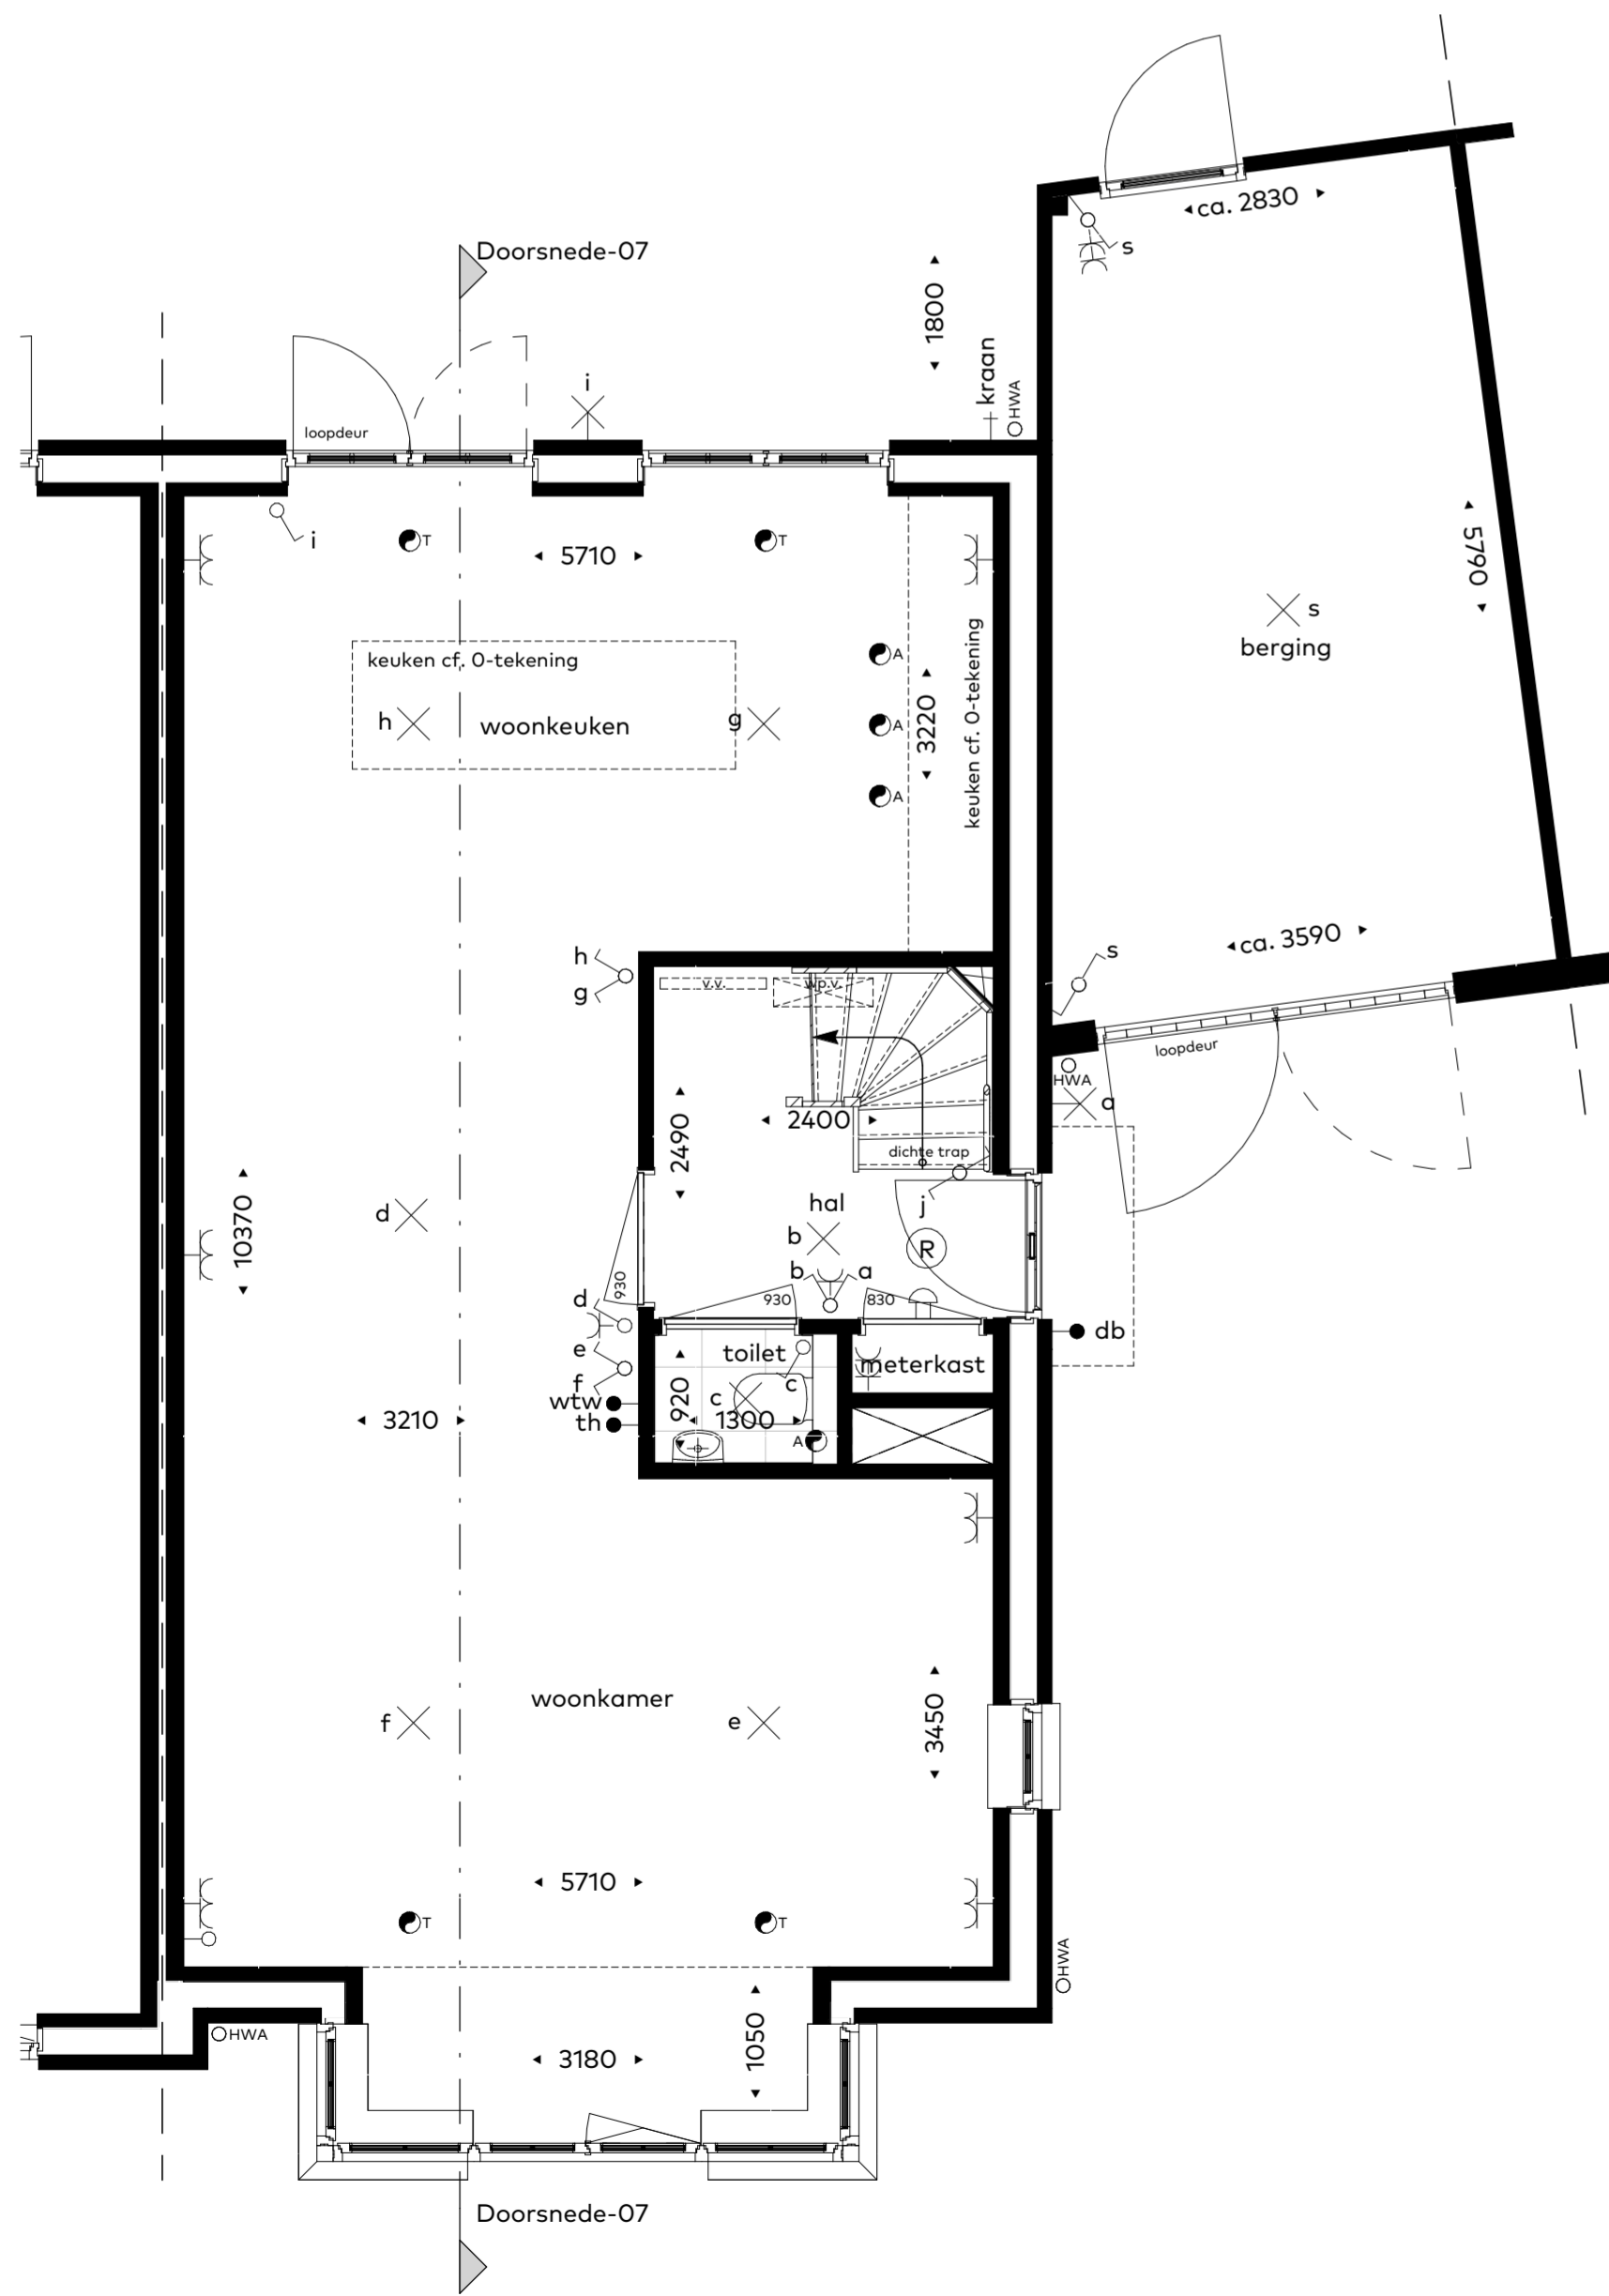 ca. 2830
s
Doorsnede-07
1800
kraan
HWA
i
loopdeur
i
T
5710
T
5790
s
berging
keuken cf. 0-tekening
A
h
woonkeuken
g
A
3220
keuken cf. 0-tekening
A
ca. 3590
s
h
g
v.v.
wp.v.
loopdeur
HWA
a
2490
2400
dichte trap
10370
d
hal
j
b
R
b
a
930
930
830
d
db
e
toilet
meterkast
f
c
c
wtw
920
1300
3210
th
A
woonkamer
f
e
3450
5710
T
T
HWA
HWA
1050
3180
Doorsnede-07